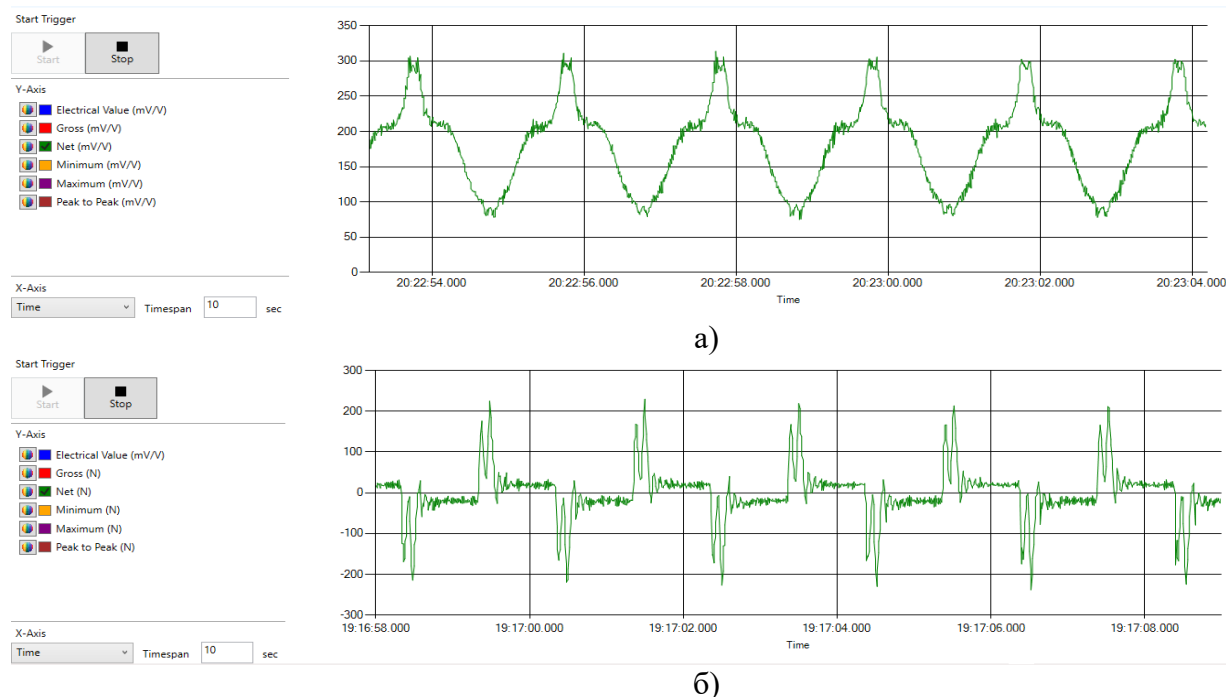 Start Trigger
Start
Stop
Y-Axis
Electrical Value (mV/V)
Gross (mV/V)
Net (mV/V)
Minimum (mV/V)
Maximum (mV/V)
Peak to Peak (mV/V)
X-Axis
Time Timespan 10 sec
350
300
250
200
150
100
50
0
20:22:54.000 20:22:56.000 20:22:58.000 20:23:00.000 20:23:02.000 20:23:04.000
Time
а)
Start Trigger
Start
Stop
Y-Axis
Electrical Value (mV/V)
Gross (N)
Net (N)
Minimum (N)
Maximum (N)
Peak to Peak (N)
X-Axis
Time Timespan 10 sec
300
200
100
0
-100
-200
-300
19:16:58.000 19:17:00.000 19:17:02.000 19:17:04.000 19:17:06.000 19:17:08.000
Time
б)